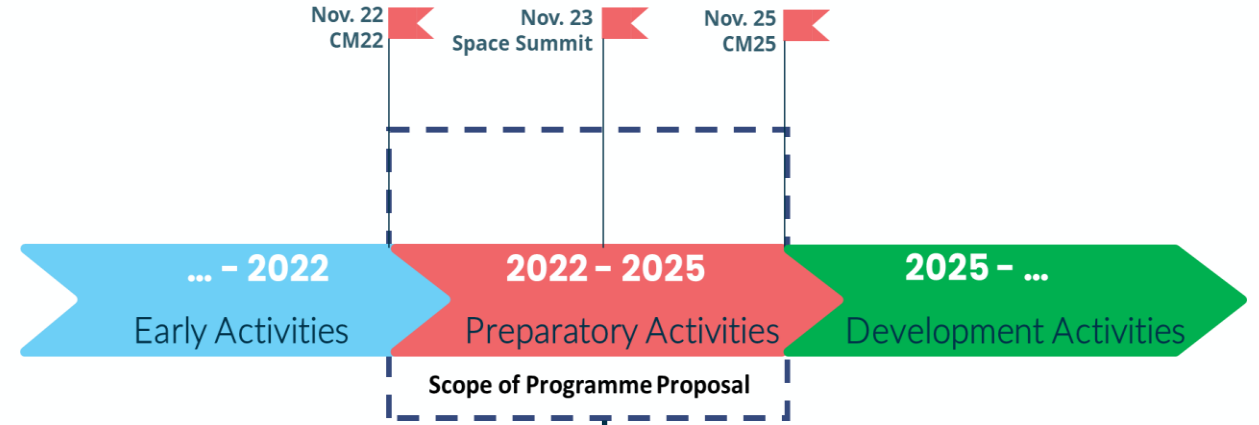 Nov. 22
CM22
Nov. 23
Space Summit
Nov. 25
CM25
... – 2022
Early Activities
2022 – 2025
Preparatory Activities
2025 – ...
Development Activities
Scope of Programme Proposal